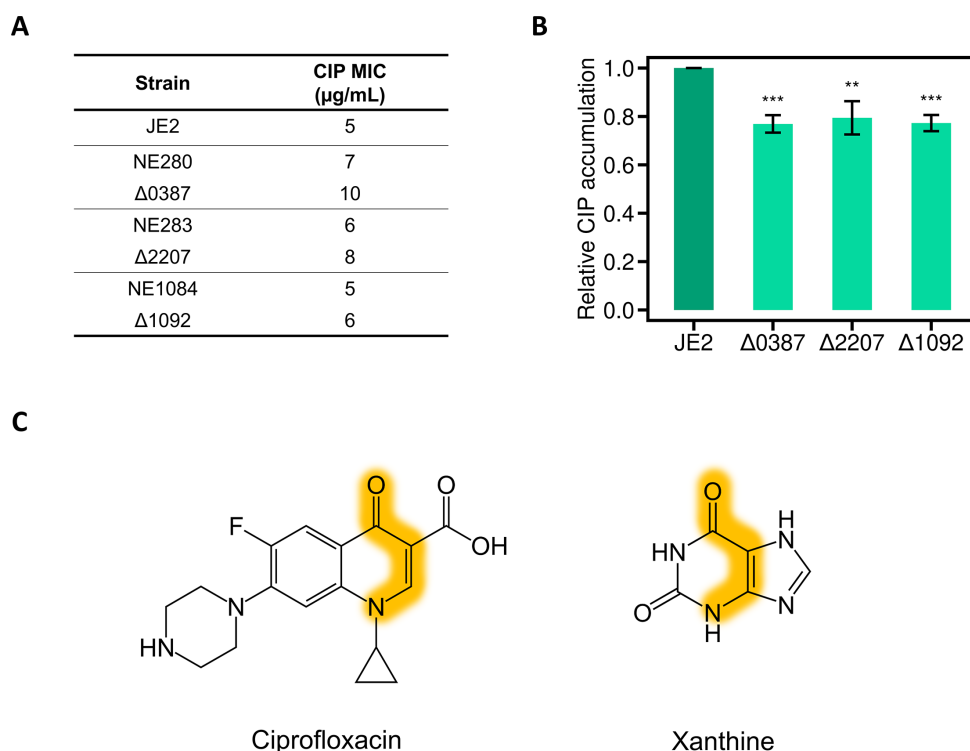 A
Strain CIP MIC
(µg/mL)
JE2 5
NE280 7
Δ0387 10
NE283 6
Δ2207 8
NE1084 5
Δ1092 6
B
Relative CIP accumulation
1.0
0.8
0.6
0.4
0.2
0.0
*** ** ***
JE2 Δ0387 Δ2207 Δ1092
C
O O
F
OH
N N
HN
Ciprofloxacin
O
H
N
HN
O
N N
H
Xanthine